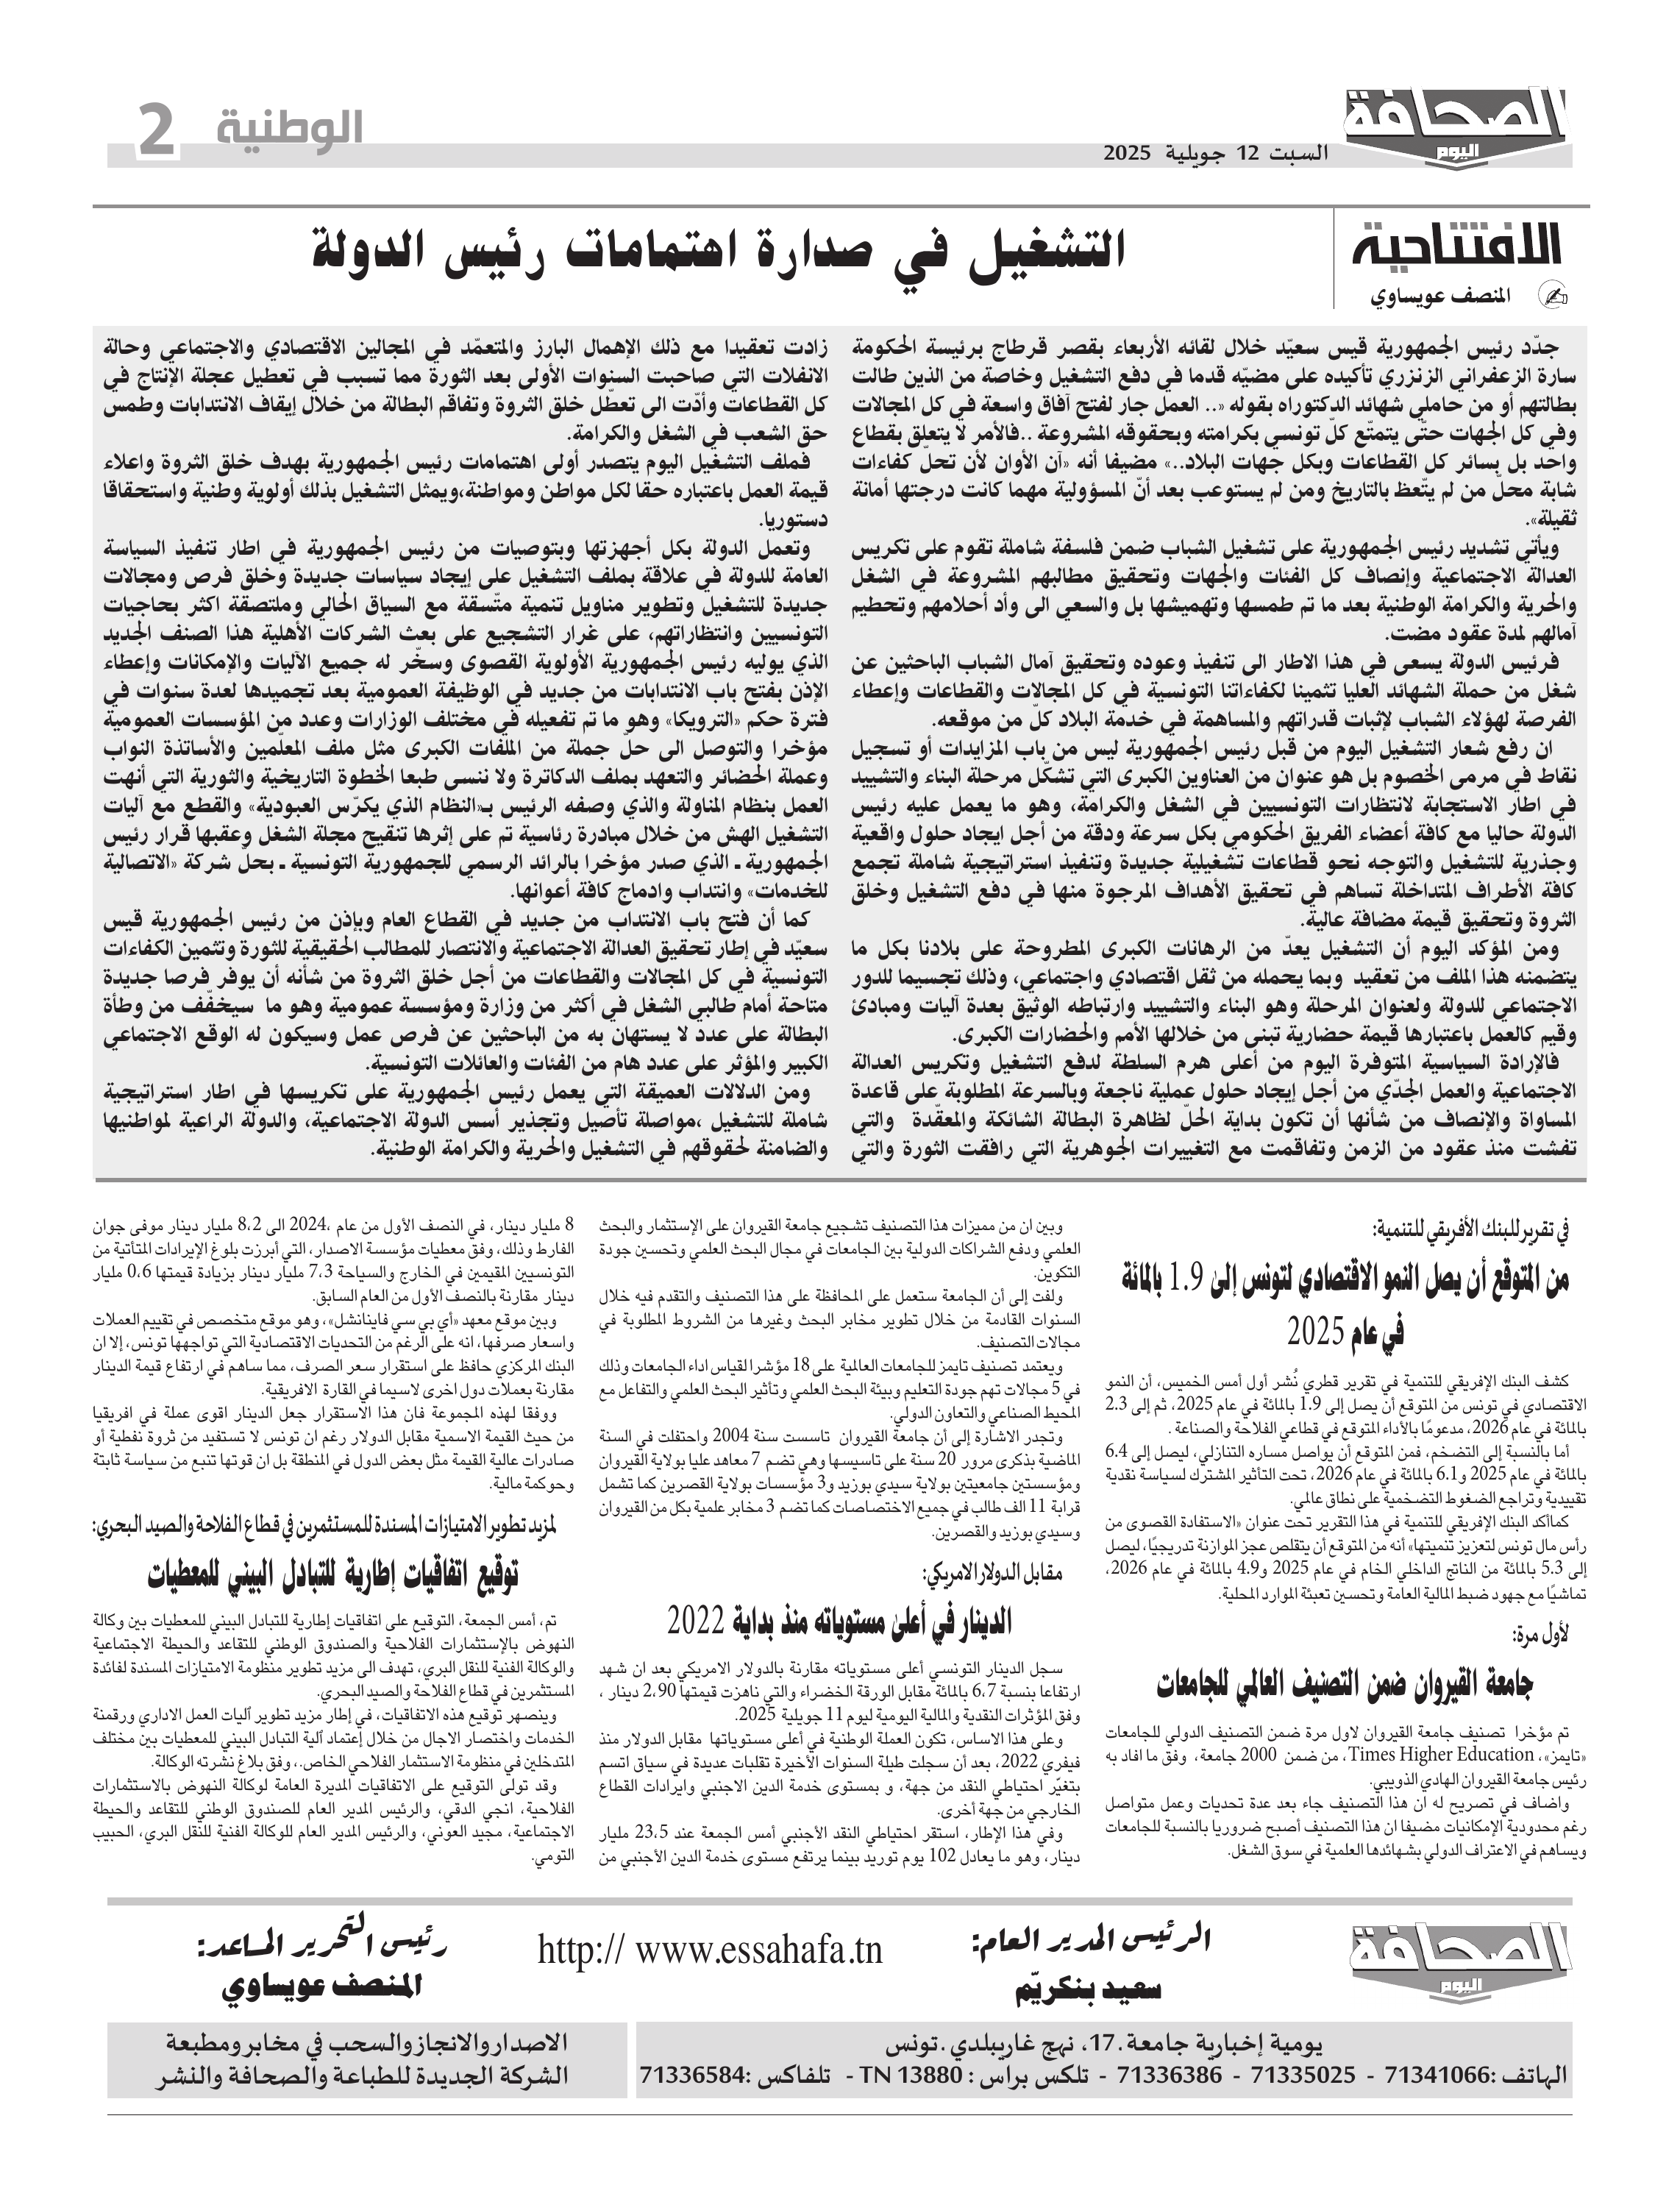 الصحافة
اليوم
السبت 12 جويلية 2025
الوطنية
2
الافتتاحية
المنصف عويساوي
التشغيل في صدارة اهتمامات رئيس الدولة
جدّد رئيس الجمهورية قيس سعيّد خلال لقائه الأربعاء بقصر قرطاج برئيسة الحكومة
سارة الزعفراني الزنزري تأكيده على مضيّه قدما في دفع التشغيل وخاصة من الذين طالت
بطالتهم أو من حاملي شهائد الدكتوراه بقوله «.. العمل جار لفتح آفاق واسعة في كل المجالات
وفي كل الجهات حتّى يتمتّع كلّ تونسي بكرامته وبحقوقه المشروعة ..فالأمر لا يتعلق بقطاع
واحد بل بسائر كل القطاعات وبكل جهات البلاد..» مضيفا أنه «آن الأوان لأن تحلّ كفاءات
شابة محلّ من لم يتّعظ بالتاريخ ومن لم يستوعب بعد أنّ المسؤولية مهما كانت درجتها أمانة
ثقيلة».
ويأتي تشديد رئيس الجمهورية على تشغيل الشباب ضمن فلسفة شاملة تقوم على تكريس
العدالة الاجتماعية وإنصاف كل الفئات والجهات وتحقيق مطالبهم المشروعة في الشغل
والحرية والكرامة الوطنية بعد ما تم طمسها وتهميشها بل والسعي الى وأد أحلامهم وتحطيم
آمالهم لمدة عقود مضت.
فرئيس الدولة يسعى في هذا الاطار الى تنفيذ وعوده وتحقيق آمال الشباب الباحثين عن
شغل من حملة الشهائد العليا تثمينا لكفاءاتنا التونسية في كل المجالات والقطاعات وإعطاء
الفرصة لهؤلاء الشباب لإثبات قدراتهم والمساهمة في خدمة البلاد كلّ من موقعه.
ان رفع شعار التشغيل اليوم من قبل رئيس الجمهورية ليس من باب المزايدات أو تسجيل
نقاط في مرمى الخصوم بل هو عنوان من العناوين الكبرى التي تشكّل مرحلة البناء والتشييد
في اطار الاستجابة لانتظارات التونسيين في الشغل والكرامة، وهو ما يعمل عليه رئيس
الدولة حاليا مع كافة أعضاء الفريق الحكومي بكل سرعة ودقة من أجل ايجاد حلول واقعية
وجذرية للتشغيل والتوجه نحو قطاعات تشغيلية جديدة وتنفيذ استراتيجية شاملة تجمع
كافة الأطراف المتداخلة تساهم في تحقيق الأهداف المرجوة منها في دفع التشغيل وخلق
الثروة وتحقيق قيمة مضافة عالية.
ومن المؤكد اليوم أن التشغيل يعدّ من الرهانات الكبرى المطروحة على بلادنا بكل ما
يتضمنه هذا الملف من تعقيد وبما يحمله من ثقل اقتصادي واجتماعي، وذلك تجسيما للدور
الاجتماعي للدولة ولعنوان المرحلة وهو البناء والتشييد وارتباطه الوثيق بعدة آليات ومبادئ
وقيم كالعمل باعتبارها قيمة حضارية تبنى من خلالها الأمم والحضارات الكبرى.
فالإرادة السياسية المتوفرة اليوم من أعلى هرم السلطة لدفع التشغيل وتكريس العدالة
الاجتماعية والعمل الجدّي من أجل إيجاد حلول عملية ناجعة وبالسرعة المطلوبة على قاعدة
المساواة والإنصاف من شأنها أن تكون بداية الحلّ لظاهرة البطالة الشائكة والمعقّدة والتي
تفشت منذ عقود من الزمن وتفاقمت مع التغييرات الجوهرية التي رافقت الثورة والتي
زادت تعقيدا مع ذلك الإهمال البارز والمتعمّد في المجالين الاقتصادي والاجتماعي وحالة
الانفلات التي صاحبت السنوات الأولى بعد الثورة مما تسبب في تعطيل عجلة الإنتاج في
كل القطاعات وأدّت الى تعطّل خلق الثروة وتفاقم البطالة من خلال إيقاف الانتدابات وطمس
حق الشعب في الشغل والكرامة.
فملف التشغيل اليوم يتصدر أولى اهتمامات رئيس الجمهورية بهدف خلق الثروة واعلاء
قيمة العمل باعتباره حقا لكل مواطن ومواطنة،ويمثل التشغيل بذلك أولوية وطنية واستحقاقا
دستوريا.
وتعمل الدولة بكل أجهزتها وبتوصيات من رئيس الجمهورية في اطار تنفيذ السياسة
العامة للدولة في علاقة بملف التشغيل على إيجاد سياسات جديدة وخلق فرص ومجالات
جديدة للتشغيل وتطوير مناويل تنمية متّسقة مع السياق الحالي وملتصقة اكثر بحاجيات
التونسيين وانتظاراتهم، على غرار التشجيع على بعث الشركات الأهلية هذا الصنف الجديد
الذي يوليه رئيس الجمهورية الأولوية القصوى وسخّر له جميع الآليات والإمكانات وإعطاء
الإذن بفتح باب الانتدابات من جديد في الوظيفة العمومية بعد تجميدها لعدة سنوات في
فترة حكم «الترويكا» وهو ما تم تفعيله في مختلف الوزارات وعدد من المؤسسات العمومية
مؤخرا والتوصل الى حلّ جملة من الملفات الكبرى مثل ملف المعلّمين والأساتذة النواب
وعملة الحضائر والتعهد بملف الدكاترة ولا ننسى طبعا الخطوة التاريخية والثورية التي أنهت
العمل بنظام المناولة والذي وصفه الرئيس بـ«النظام الذي يكرّس العبودية» والقطع مع آليات
التشغيل الهش من خلال مبادرة رئاسية تم على إثرها تنقيح مجلة الشغل وعقبها قرار رئيس
الجمهورية ـ الذي صدر مؤخرا بالرائد الرسمي للجمهورية التونسية ـ بحلّ شركة «الاتصالية
للخدمات» وانتداب وادماج كافة أعوانها.
كما أن فتح باب الانتداب من جديد في القطاع العام وبإذن من رئيس الجمهورية قيس
سعيّد في إطار تحقيق العدالة الاجتماعية والانتصار للمطالب الحقيقية للثورة وتثمين الكفاءات
التونسية في كل المجالات والقطاعات من أجل خلق الثروة من شأنه أن يوفر فرصا جديدة
متاحة أمام طالبي الشغل في أكثر من وزارة ومؤسسة عمومية وهو ما سيخفّف من وطأة
البطالة على عدد لا يستهان به من الباحثين عن فرص عمل وسيكون له الوقع الاجتماعي
الكبير والمؤثر على عدد هام من الفئات والعائلات التونسية.
ومن الدلالات العميقة التي يعمل رئيس الجمهورية على تكريسها في اطار استراتيجية
شاملة للتشغيل ،مواصلة تأصيل وتجذير أسس الدولة الاجتماعية، والدولة الراعية لمواطنيها
والضامنة لحقوقهم في التشغيل والحرية والكرامة الوطنية.
في تقرير للبنك الأفريقي للتنمية:
من المتوقع أن يصل النمو الاقتصادي لتونس إلى 1.9 بالمائة
في عام 2025
كشف البنك الإفريقي للتنمية في تقرير قطري نُشر أول أمس الخميس، أن النمو
الاقتصادي في تونس من المتوقع أن يصل إلى 1.9 بالمائة في عام 2025، ثم إلى 2.3
بالمائة في عام 2026، مدعومًا بالأداء المتوقع في قطاعي الفلاحة والصناعة .
أما بالنسبة إلى التضخم، فمن المتوقع أن يواصل مساره التنازلي، ليصل إلى 6.4
بالمائة في عام 2025 و6.1 بالمائة في عام 2026، تحت التأثير المشترك لسياسة نقدية
تقييدية وتراجع الضغوط التضخمية على نطاق عالمي.
كماأكد البنك الإفريقي للتنمية في هذا التقرير تحت عنوان «الاستفادة القصوى من
رأس مال تونس لتعزيز تنميتها» أنه من المتوقع أن يتقلص عجز الموازنة تدريجيًا، ليصل
إلى 5.3 بالمائة من الناتج الداخلي الخام في عام 2025 و4.9 بالمائة في عام 2026،
تماشيًا مع جهود ضبط المالية العامة وتحسين تعبئة الموارد المحلية.
لأول مرة:
جامعة القيروان ضمن التصنيف العالمي للجامعات
تم مؤخرا تصنيف جامعة القيروان لاول مرة ضمن التصنيف الدولي للجامعات
«تايمز»، Times Higher Education، من ضمن 2000 جامعة، وفق ما افاد به
رئيس جامعة القيروان الهادي الذويبي.
واضاف في تصريح له أن هذا التصنيف جاء بعد عدة تحديات وعمل متواصل
رغم محدودية الإمكانيات مضيفا ان هذا التصنيف أصبح ضروريا بالنسبة للجامعات
ويساهم في الاعتراف الدولي بشهائدها العلمية في سوق الشغل.
وبين ان من مميزات هذا التصنيف تشجيع جامعة القيروان على الإستثمار والبحث
العلمي ودفع الشراكات الدولية بين الجامعات في مجال البحث العلمي وتحسين جودة
التكوين.
ولفت إلى أن الجامعة ستعمل على المحافظة على هذا التصنيف والتقدم فيه خلال
السنوات القادمة من خلال تطوير مخابر البحث وغيرها من الشروط المطلوبة في
مجالات التصنيف.
ويعتمد تصنيف تايمز للجامعات العالمية على 18 مؤشرا لقياس اداء الجامعات وذلك
في 5 مجالات تهم جودة التعليم وبيئة البحث العلمي وتأثير البحث العلمي والتفاعل مع
المحيط الصناعي والتعاون الدولي.
وتجدر الاشارة إلى أن جامعة القيروان تاسست سنة 2004 واحتفلت في السنة
الماضية بذكرى مرور 20 سنة على تاسيسها وهي تضم 7 معاهد عليا بولاية القيروان
ومؤسستين جامعيتين بولاية سيدي بوزيد و3 مؤسسات بولاية القصرين كما تشمل
قرابة 11 الف طالب في جميع الاختصاصات كما تضم 3 مخابر علمية بكل من القيروان
وسيدي بوزيد والقصرين.
مقابل الدولار الامريكي:
الدينار في أعلى مستوياته منذ بداية 2022
سجل الدينار التونسي أعلى مستوياته مقارنة بالدولار الامريكي بعد ان شهد
ارتفاعا بنسبة 6،7 بالمائة مقابل الورقة الخضراء والتي ناهزت قيمتها 2،90 دينار ،
وفق المؤثرات النقدية والمالية اليومية ليوم 11 جويلية 2025.
وعلى هذا الاساس، تكون العملة الوطنية في أعلى مستوياتها مقابل الدولار منذ
فيفري 2022، بعد أن سجلت طيلة السنوات الأخيرة تقلبات عديدة في سياق اتسم
بتغيّر احتياطي النقد من جهة، و بمستوى خدمة الدين الاجنبي وايرادات القطاع
الخارجي من جهة أخرى.
وفي هذا الإطار، استقر احتياطي النقد الأجنبي أمس الجمعة عند 23،5 مليار
دينار، وهو ما يعادل 102 يوم توريد بينما يرتفع مستوى خدمة الدين الأجنبي من
8 مليار دينار، في النصف الأول من عام ،2024 الى 8،2 مليار دينار موفى جوان
الفارط وذلك، وفق معطيات مؤسسة الاصدار، التي أبرزت بلوغ الإيرادات المتأتية من
التونسيين المقيمين في الخارج والسياحة 7،3 مليار دينار بزيادة قيمتها 0،6 مليار
دينار مقارنة بالنصف الأول من العام السابق.
وبين موقع معهد «أي بي سي فاينانشل»، وهو موقع متخصص في تقييم العملات
واسعار صرفها، انه على الرغم من التحديات الاقتصادية التي تواجهها تونس، إلا ان
البنك المركزي حافظ على استقرار سعر الصرف، مما ساهم في ارتفاع قيمة الدينار
مقارنة بعملات دول اخرى لاسيما في القارة الافريقية.
ووفقا لهذه المجموعة فان هذا الاستقرار جعل الدينار اقوى عملة في افريقيا
من حيث القيمة الاسمية مقابل الدولار رغم ان تونس لا تستفيد من ثروة نفطية أو
صادرات عالية القيمة مثل بعض الدول في المنطقة بل ان قوتها تنبع من سياسة ثابتة
وحوكمة مالية.
لمزيد تطوير الامتيازات المسندة للمستثمرين في قطاع الفلاحة والصيد البحري:
توقيع اتفاقيات إطارية للتبادل البيني للمعطيات
تم، أمس الجمعة، التوقيع على اتفاقيات إطارية للتبادل البيني للمعطيات بين وكالة
النهوض بالإستثمارات الفلاحية والصندوق الوطني للتقاعد والحيطة الاجتماعية
والوكالة الفنية للنقل البري، تهدف الى مزيد تطوير منظومة الامتيازات المسندة لفائدة
المستثمرين في قطاع الفلاحة والصيد البحري.
وينصهر توقيع هذه الاتفاقيات، في إطار مزيد تطوير آليات العمل الاداري ورقمنة
الخدمات واختصار الاجال من خلال إعتماد آلية التبادل البيني للمعطيات بين مختلف
المتدخلين في منظومة الاستثمار الفلاحي الخاص.، وفق بلاغ نشرته الوكالة.
وقد تولى التوقيع على الاتفاقيات المديرة العامة لوكالة النهوض بالاستثمارات
الفلاحية، انجي الدقي، والرئيس المدير العام للصندوق الوطني للتقاعد والحيطة
الاجتماعية، مجيد العوني، والرئيس المدير العام للوكالة الفنية للنقل البري، الحبيب
التومي.
الصحافة
اليوم
الرئيس المدير العام:
سعيد بنكريّم
http:// www.essahafa.tn
رئيس التحرير المساعد:
المنصف عويساوي
يومية إخبارية جامعة .17، نهج غاريبلدي .تونس
الهاتف :71341066 - 71335025 - 71336386 - تلكس براس : TN 13880 - تلفاكس :71336584
الاصدار والانجاز والسحب في مخابر ومطبعة
الشركة الجديدة للطباعة والصحافة والنشر